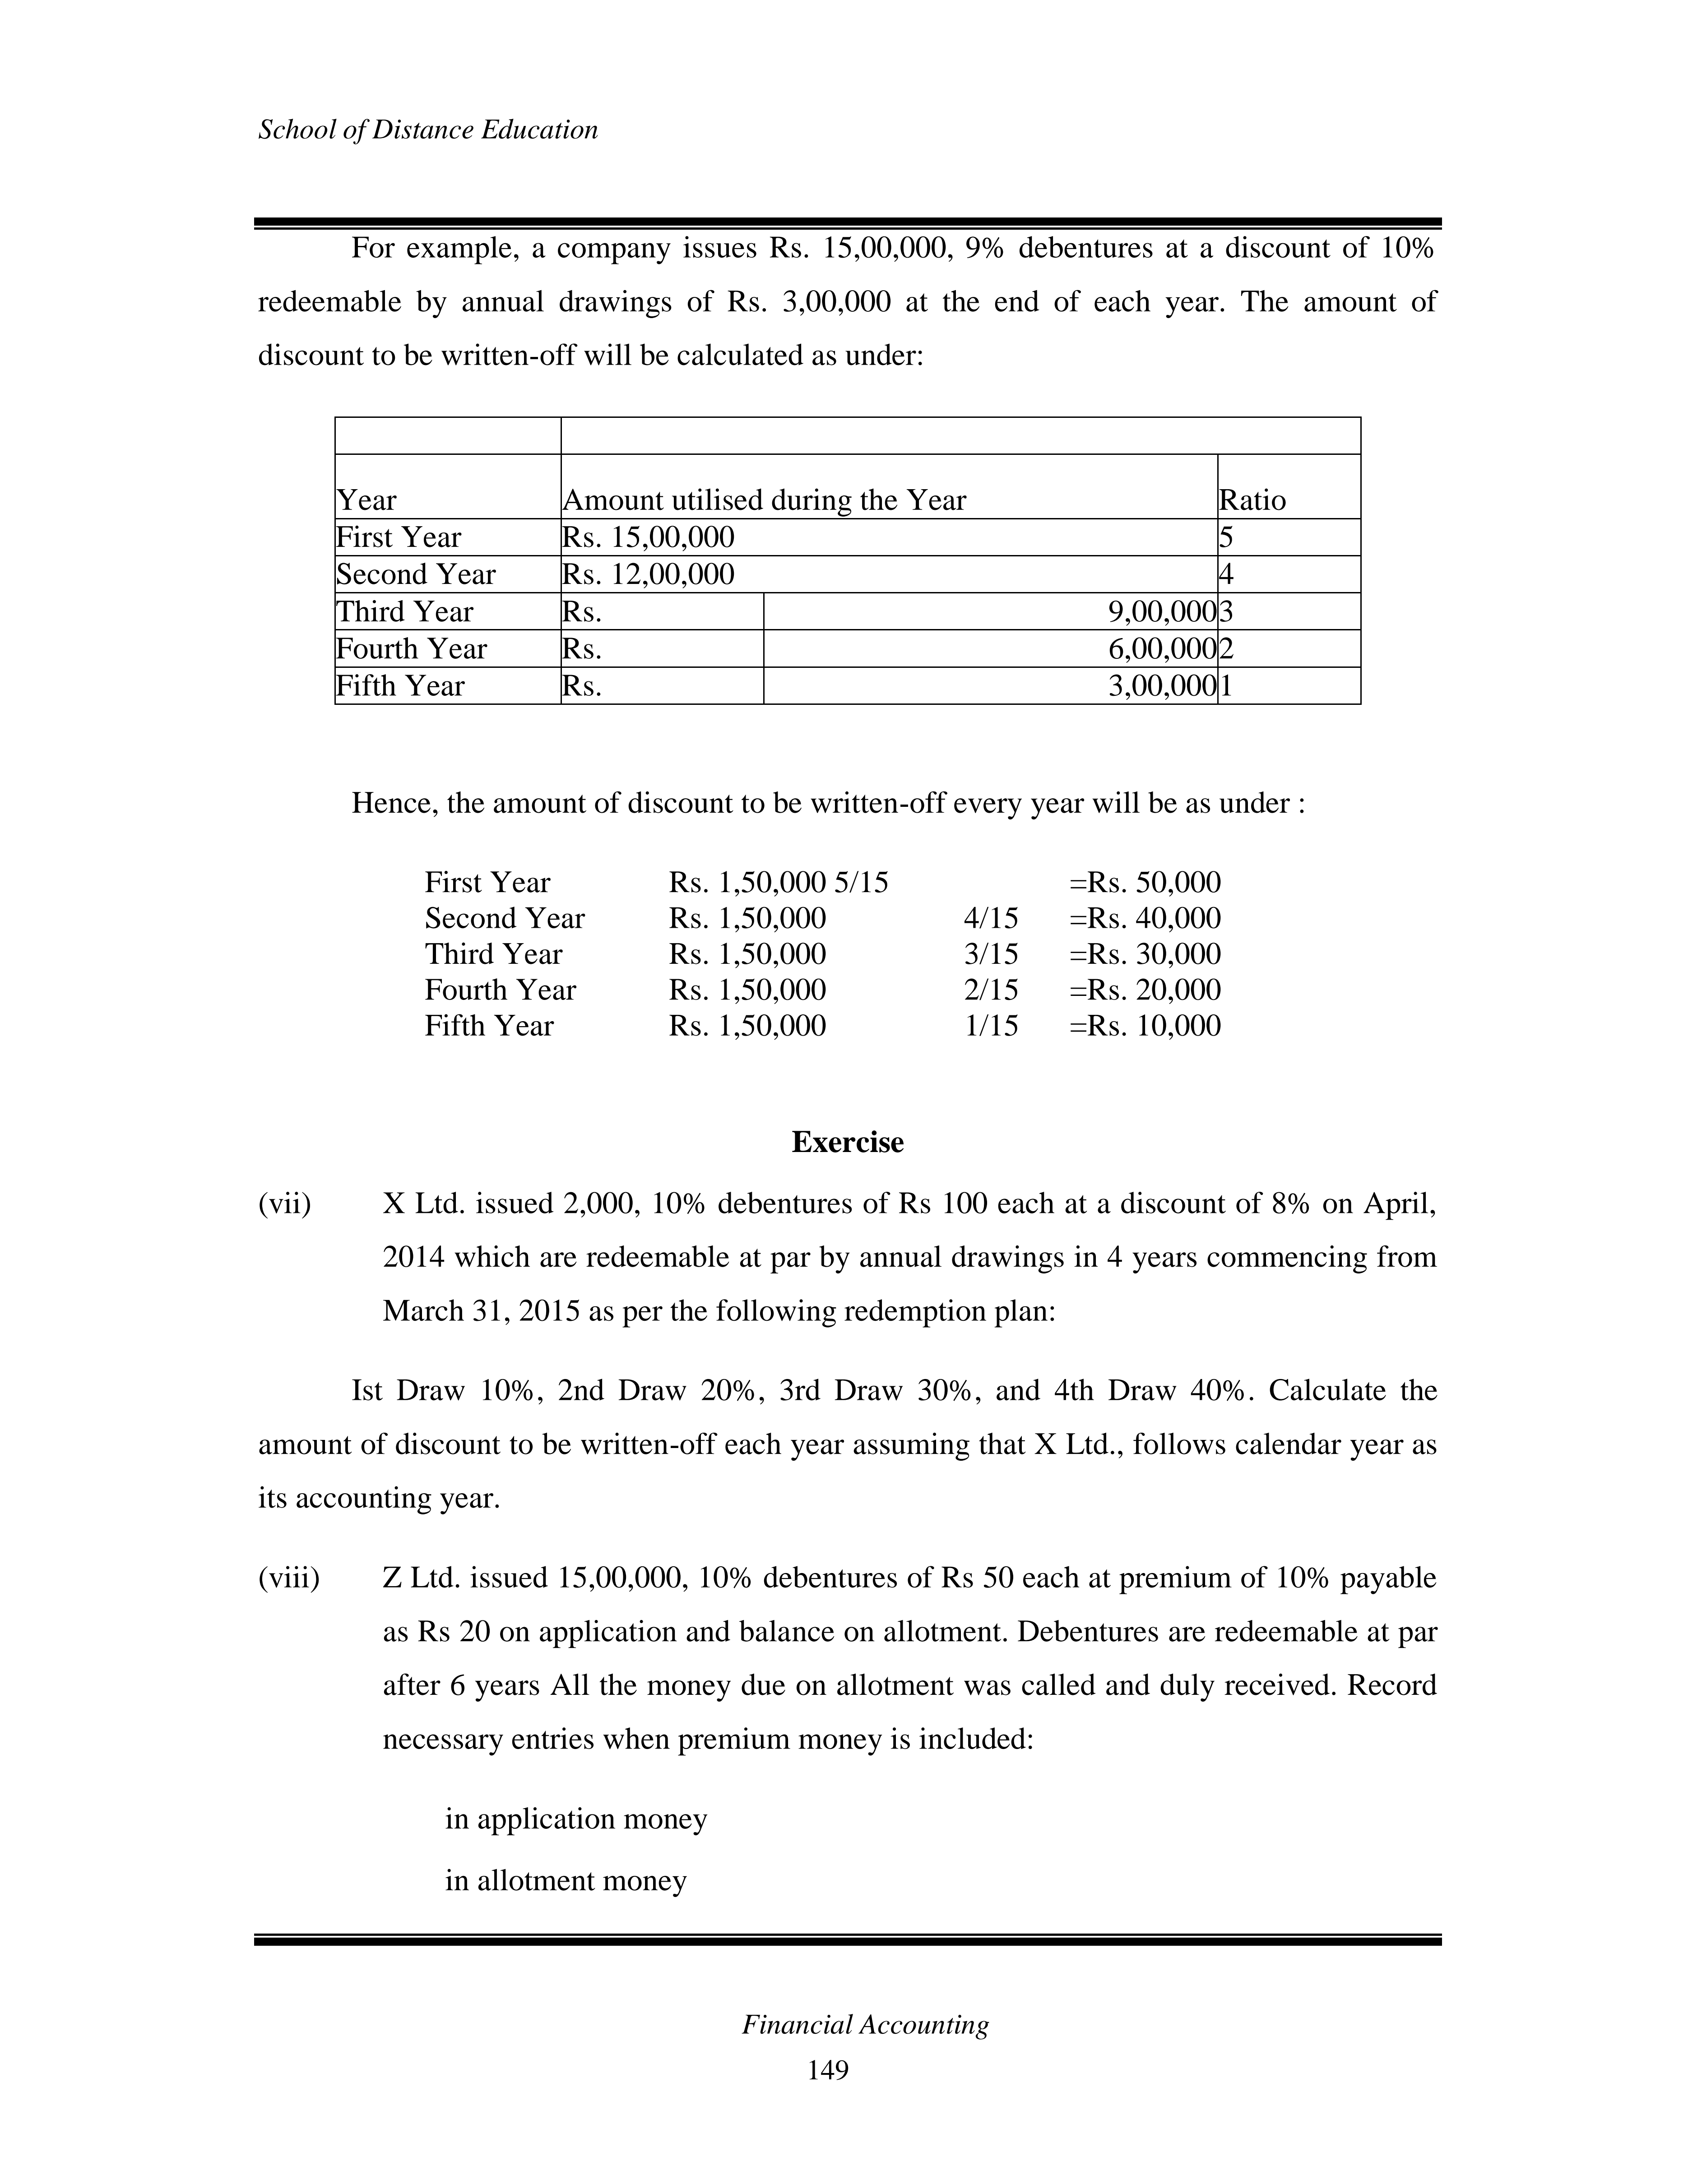 School of Distance Education
For example, a company issues Rs. 15,00,000, 9% debentures at a discount of 10%
redeemable by annual drawings of Rs. 3,00,000 at the end of each year. The amount of
discount to be written-off will be calculated as under:
Year Amount utilised during the Year Ratio
First Year Rs. 15,00,000 5
Second Year Rs. 12,00,000 4
Third Year Rs. 9,00,000 3
Fourth Year Rs. 6,00,000 2
Fifth Year Rs. 3,00,000 1
Hence, the amount of discount to be written-off every year will be as under :
First Year Rs. 1,50,000 5/15 =Rs. 50,000
Second Year Rs. 1,50,000 4/15 =Rs. 40,000
Third Year Rs. 1,50,000 3/15 =Rs. 30,000
Fourth Year Rs. 1,50,000 2/15 =Rs. 20,000
Fifth Year Rs. 1,50,000 1/15 =Rs. 10,000
Exercise
(vii) X Ltd. issued 2,000, 10% debentures of Rs 100 each at a discount of 8% on April,
2014 which are redeemable at par by annual drawings in 4 years commencing from
March 31, 2015 as per the following redemption plan:
Ist Draw 10%, 2nd Draw 20%, 3rd Draw 30%, and 4th Draw 40%. Calculate the
amount of discount to be written-off each year assuming that X Ltd., follows calendar year as
its accounting year.
(viii) Z Ltd. issued 15,00,000, 10% debentures of Rs 50 each at premium of 10% payable
as Rs 20 on application and balance on allotment. Debentures are redeemable at par
after 6 years All the money due on allotment was called and duly received. Record
necessary entries when premium money is included:
in application money
in allotment money
Financial Accounting
149